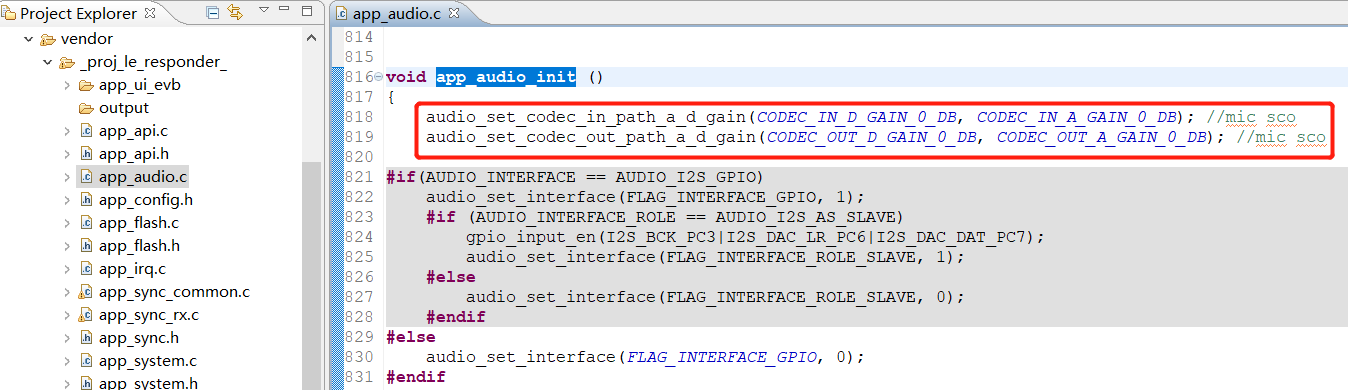 Project Explorer
vendor
_proj_le_responder_
app_ui_evb
output
app_api.c
app_api.h
app_audio.c
app_config.h
app_flash.c
app_flash.h
app_irq.c
app_sync_common.c
app_sync_rx.c
app_sync.h
app_system.c
app_system.h
app_audio.c
814
815
816 void app_audio_init ()
817 {
818 audio_set_codec_in_path_a_d_gain(CODEC_IN_D_GAIN_0_DB, CODEC_IN_A_GAIN_0_DB); //mic sco
819 audio_set_codec_out_path_a_d_gain(CODEC_OUT_D_GAIN_0_DB, CODEC_OUT_A_GAIN_0_DB); //mic sco
820
821 #if(AUDIO_INTERFACE == AUDIO_I2S_GPIO)
822 audio_set_interface(FLAG_INTERFACE_GPIO, 1);
823 #if (AUDIO_INTERFACE_ROLE == AUDIO_I2S_AS_SLAVE)
824 gpio_input_en(I2S_BCK_PC3|I2S_DAC_LR_PC6|I2S_DAC_DAT_PC7);
825 audio_set_interface(FLAG_INTERFACE_ROLE_SLAVE, 1);
826 #else
827 audio_set_interface(FLAG_INTERFACE_ROLE_SLAVE, 0);
828 #endif
829 #else
830 audio_set_interface(FLAG_INTERFACE_GPIO, 0);
831 #endif